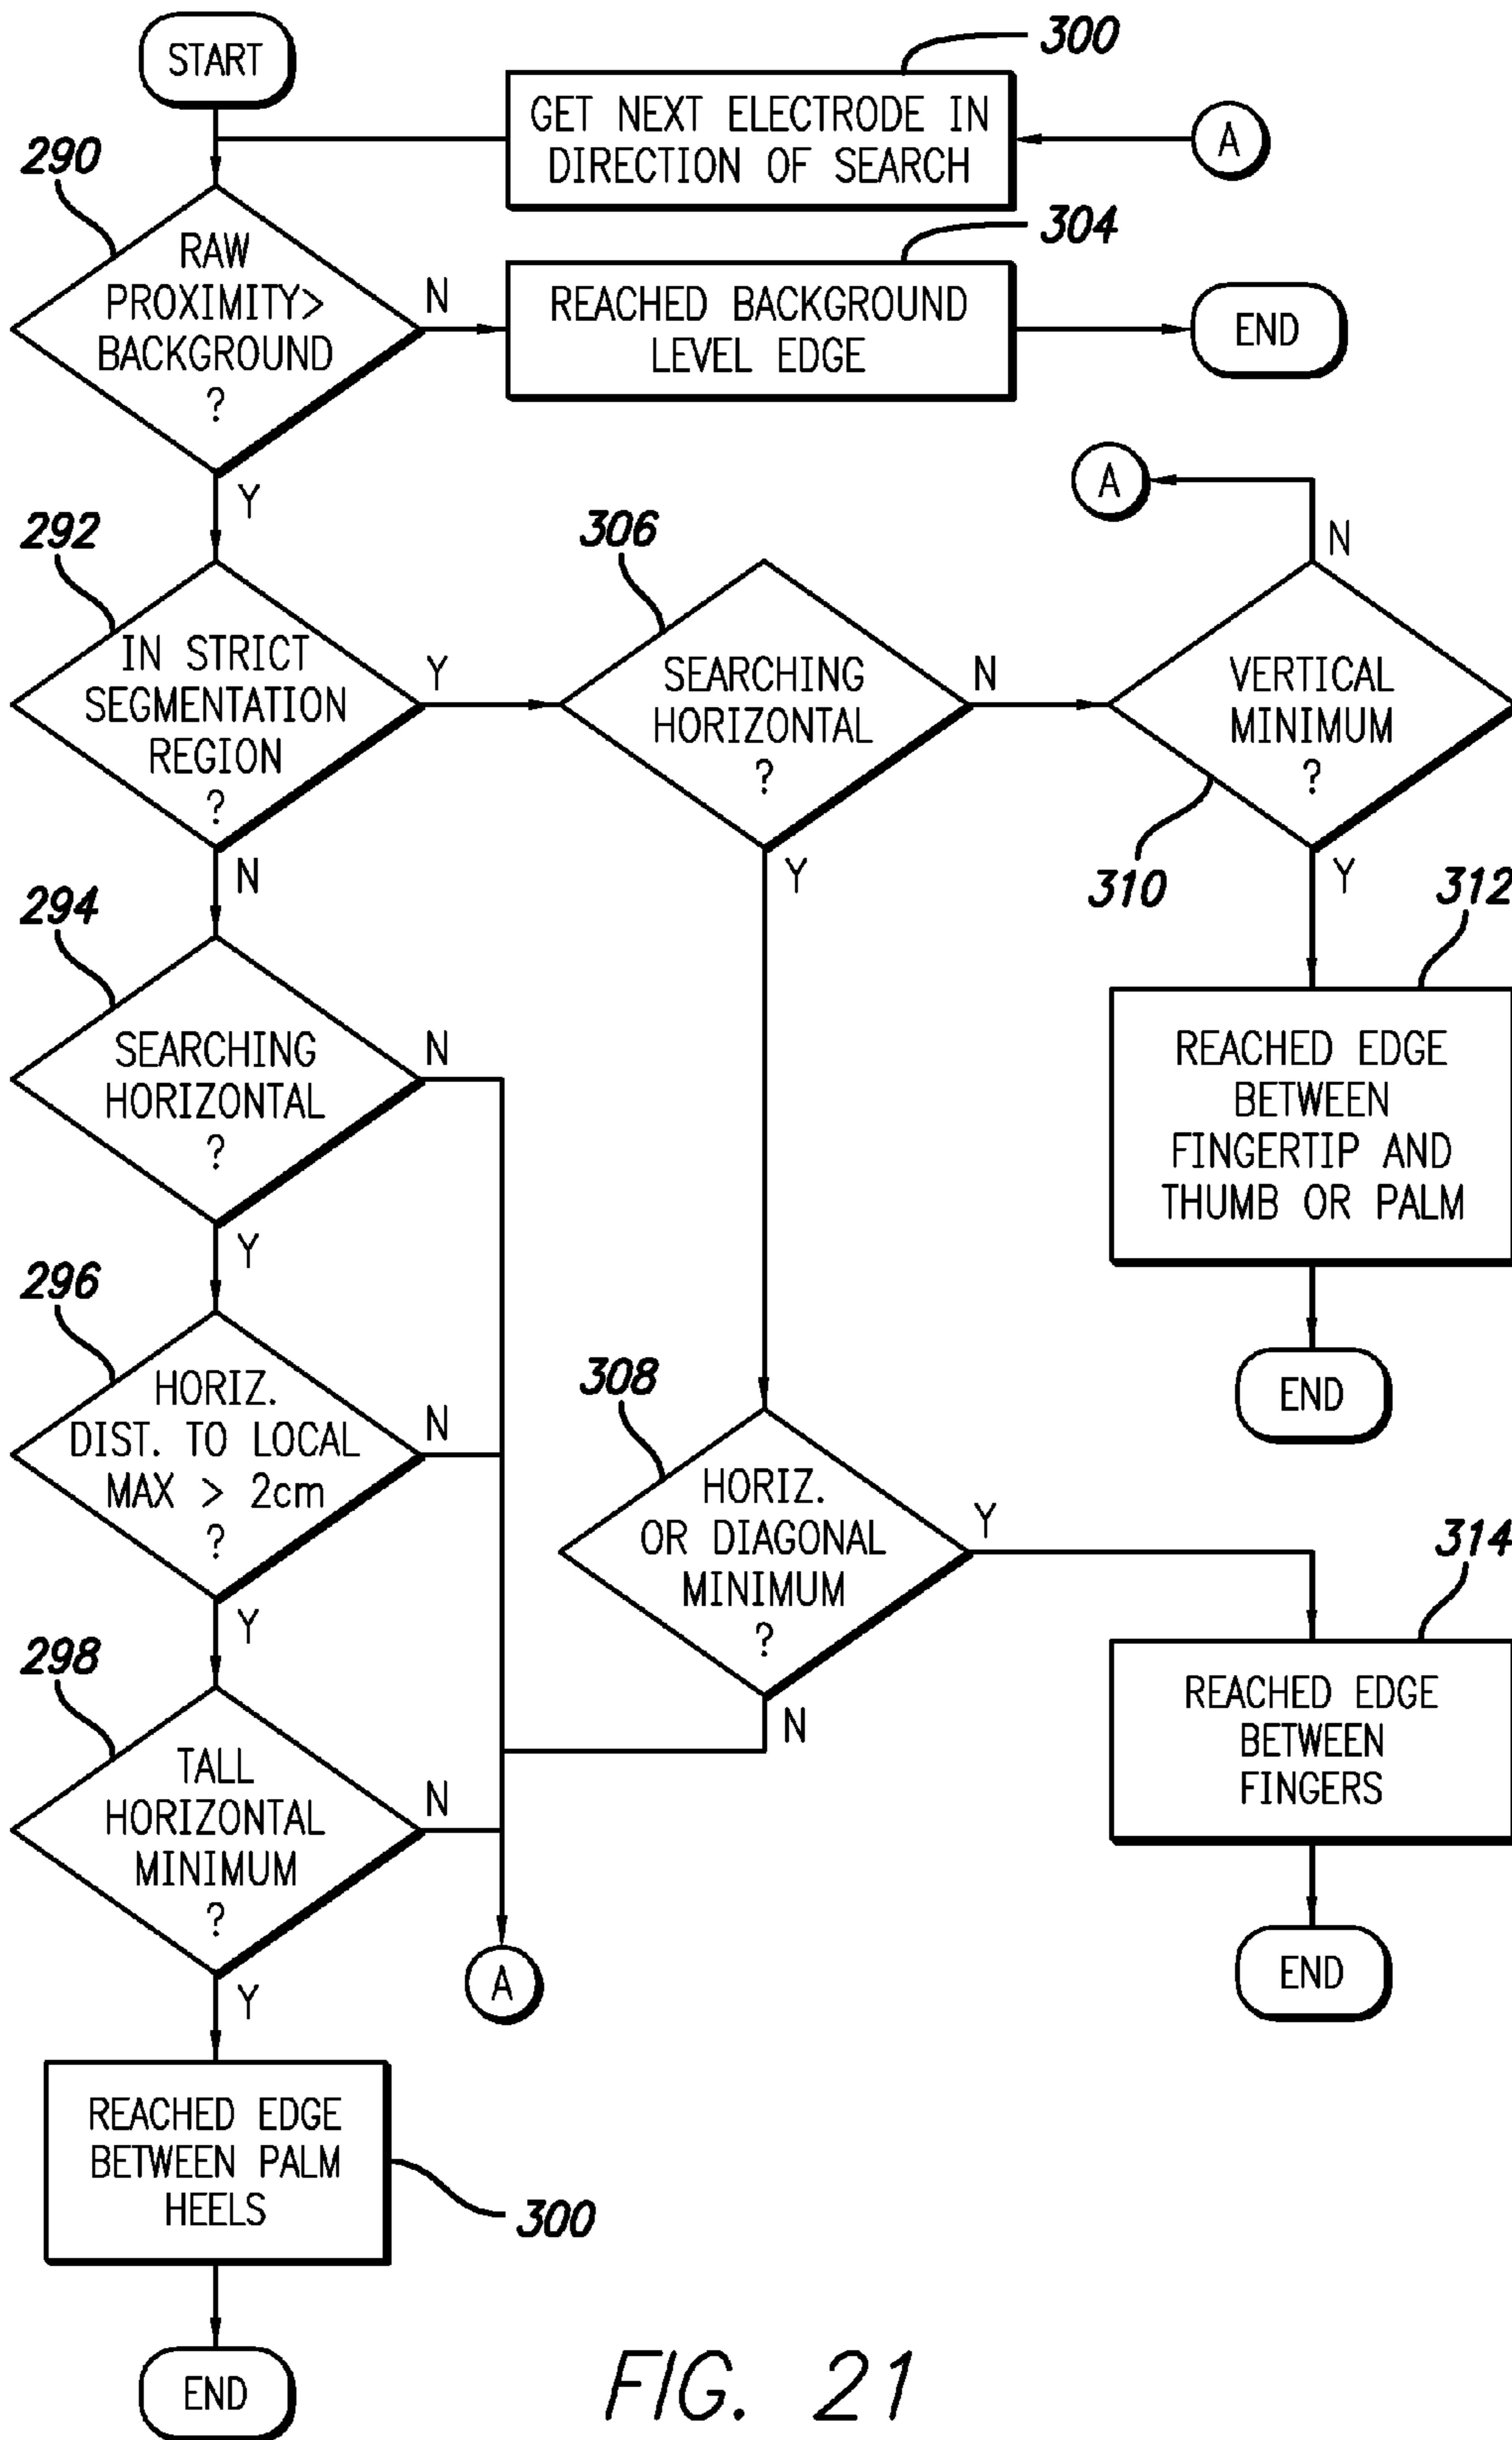 START
300
GET NEXT ELECTRODE IN
DIRECTION OF SEARCH
A
290
RAW
PROXIMITY>
BACKGROUND
?
N
304
REACHED BACKGROUND
LEVEL EDGE
END
Y
A
N
292
IN STRICT
SEGMENTATION
REGION
?
Y
306
SEARCHING
HORIZONTAL
?
N
VERTICAL
MINIMUM
?
310
N
Y
Y
312
294
SEARCHING
HORIZONTAL
?
N
REACHED EDGE
BETWEEN
FINGERTIP AND
THUMB OR PALM
Y
END
296
HORIZ.
DIST. TO LOCAL
MAX > 2cm
?
N
308
HORIZ.
OR DIAGONAL
MINIMUM
?
Y
314
Y
N
298
TALL
HORIZONTAL
MINIMUM
?
N
REACHED EDGE
BETWEEN
FINGERS
A
END
Y
REACHED EDGE
BETWEEN PALM
HEELS
300
END
FIG. 21